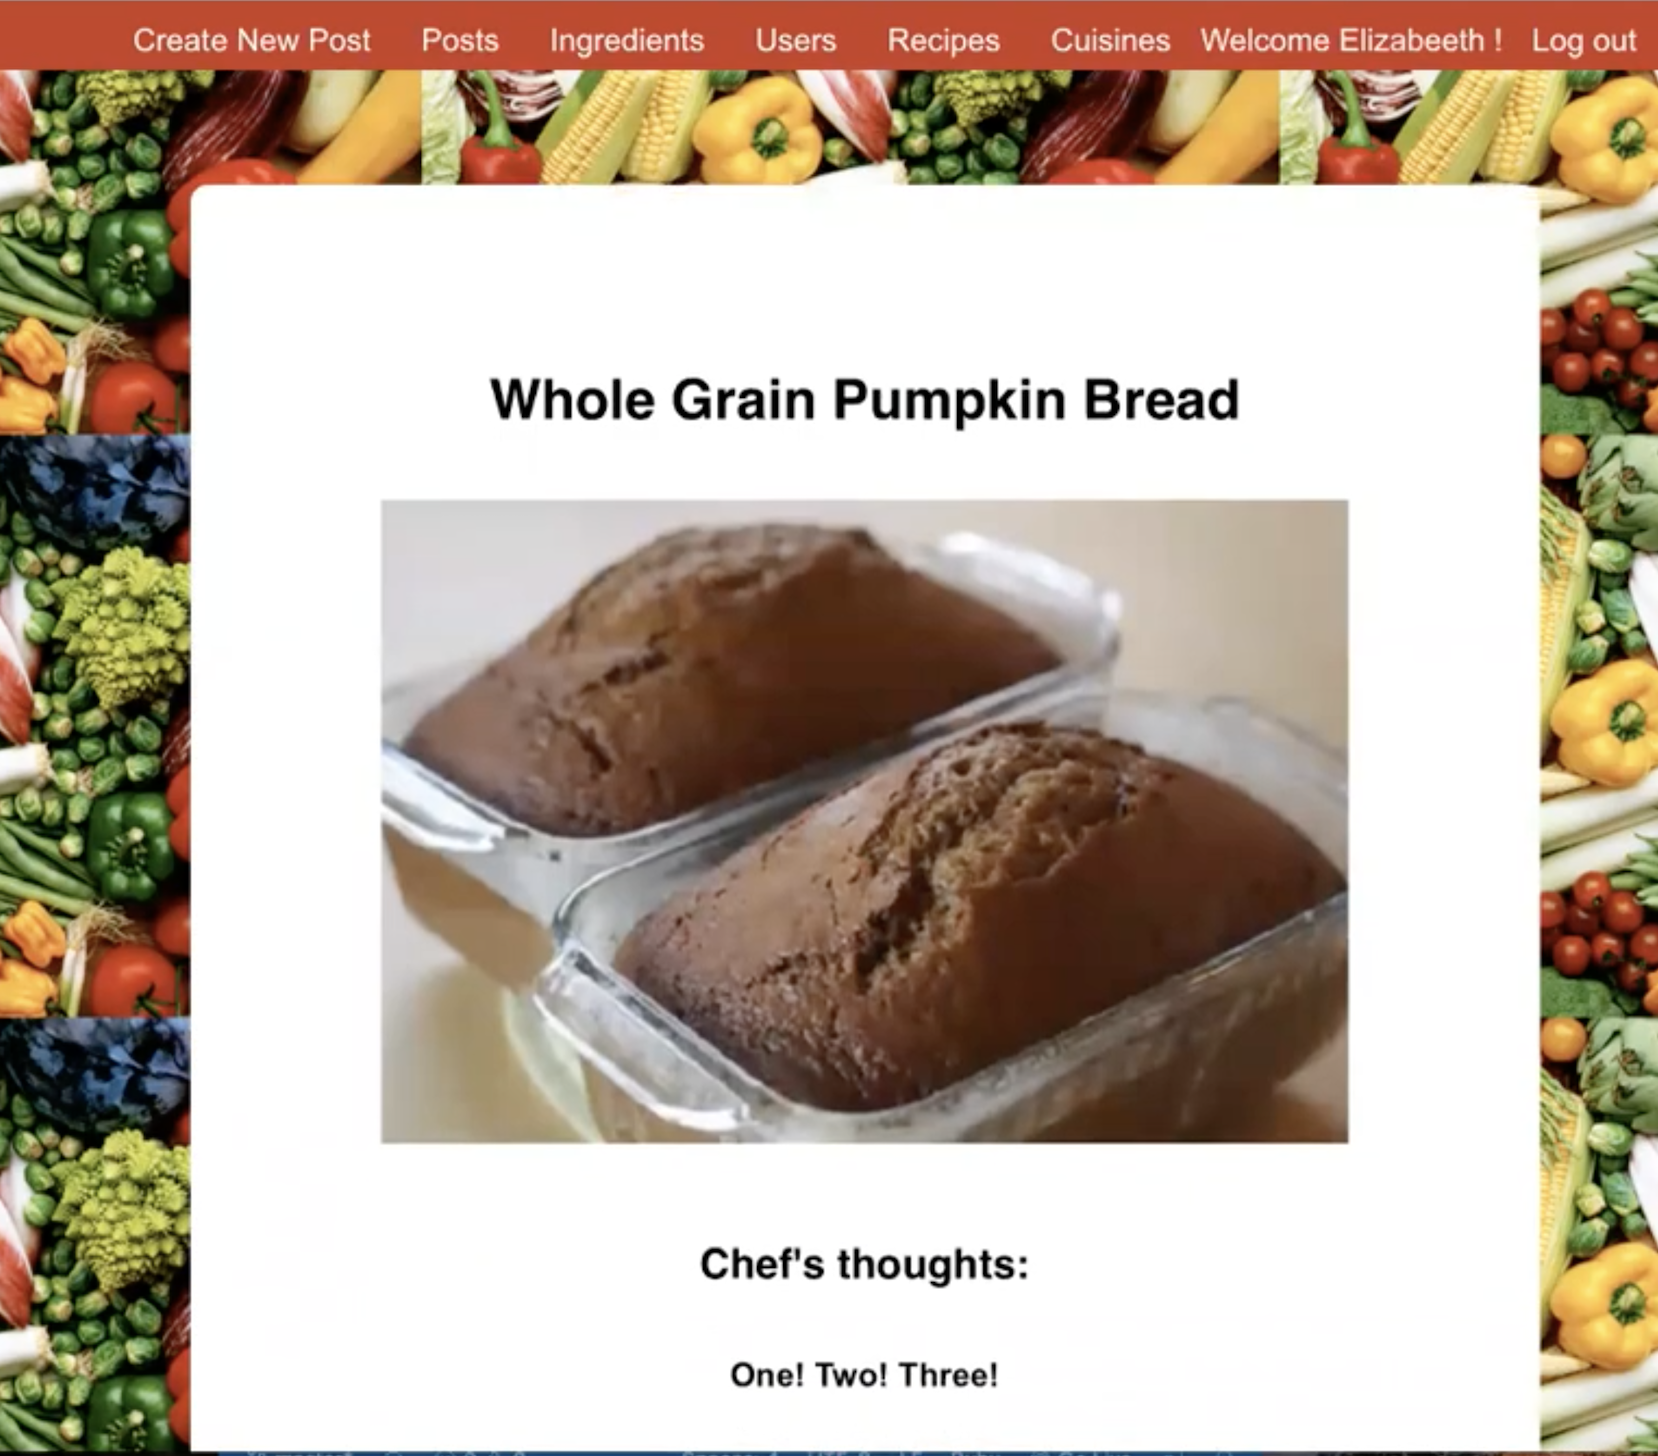 Create New Post Posts Ingredients Users Recipes Cuisines Welcome Elizabeeth ! Log out
Whole Grain Pumpkin Bread
Chef's thoughts:
One! Two! Three!